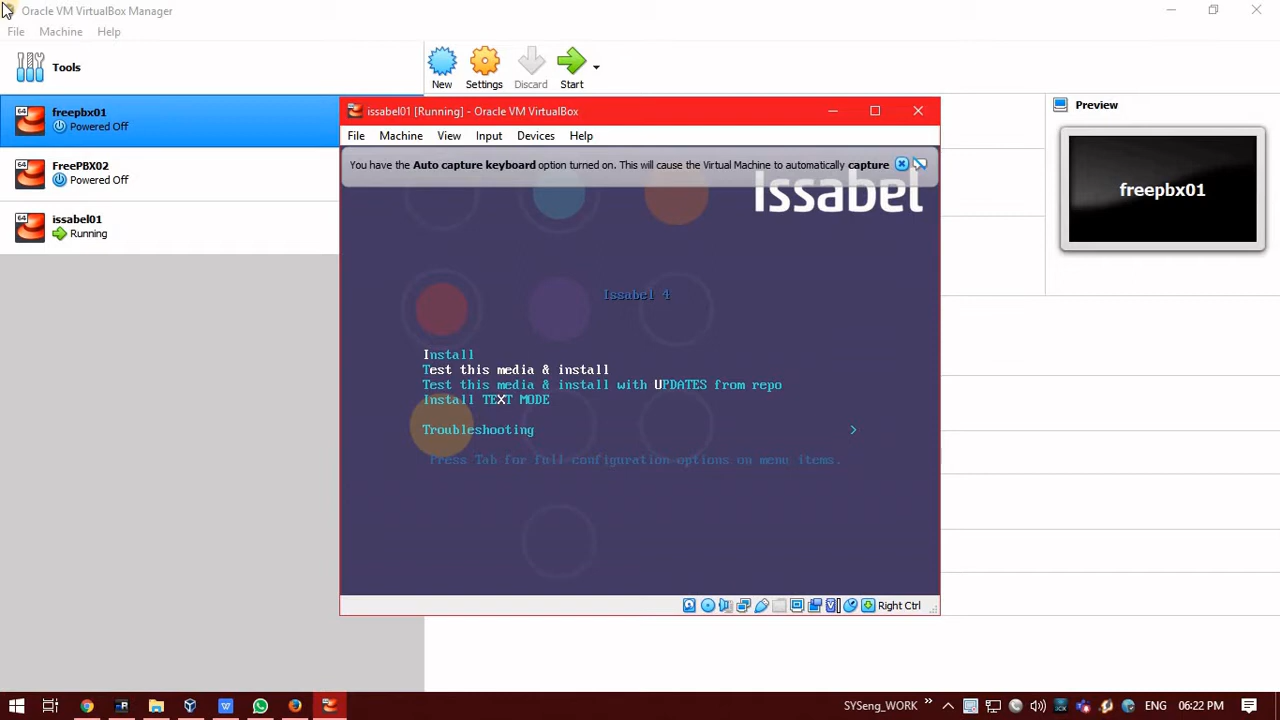 Oracle VM VirtualBox Manager
File Machine Help
Tools
New Settings Discard Start
64 freepbx01
Powered Off
64 FreePBX02
Powered Off
64 issabel01
Running
Preview
freepbx01
issabel01 [Running] - Oracle VM VirtualBox
File Machine View Input Devices Help
You have the Auto capture keyboard option turned on. This will cause the Virtual Machine to automatically capture
Issabel
Issabel 4
Install
Test this media & install
Test this media & install with UPDATES from repo
Install TEXT MODE
Troubleshooting >
Press Tab for full configuration options on menu items.
Right Ctrl
SYSeng_WORK » ENG 06:22 PM